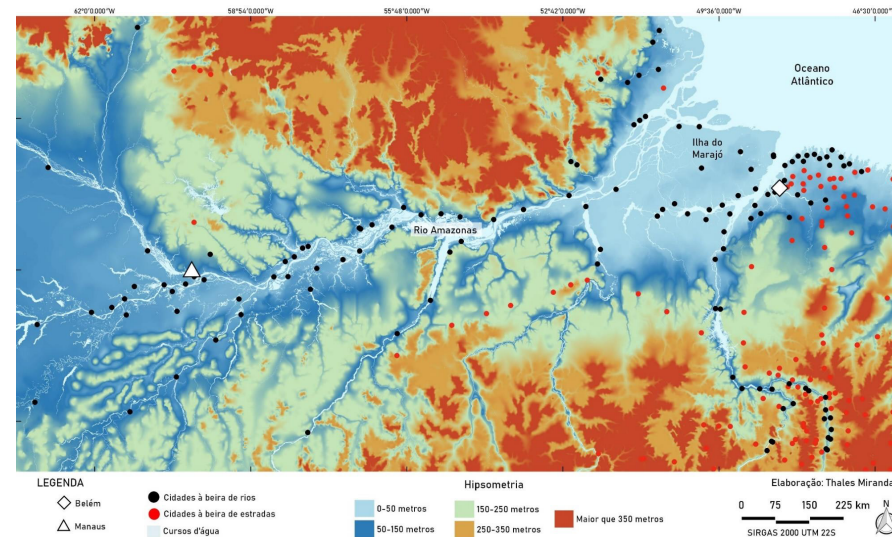 62°0'0.000"W
58°54'0.000"W
55°48'0.000"W
52°42'0.000"W
49°36'0.000"W
46°30'0.000"W
Oceano
Atlântico
Ilha do
Marajó
Rio Amazonas
LEGENDA
Belém
Manaus
Cidades à beira de rios
Cidades à beira de estradas
Cursos d'água
Hipsometria
0-50 metros
50-150 metros
150-250 metros
250-350 metros
Maior que 350 metros
Elaboração: Thales Miranda
0 75 150 225 km
N
SIRGAS 2000 UTM 22S